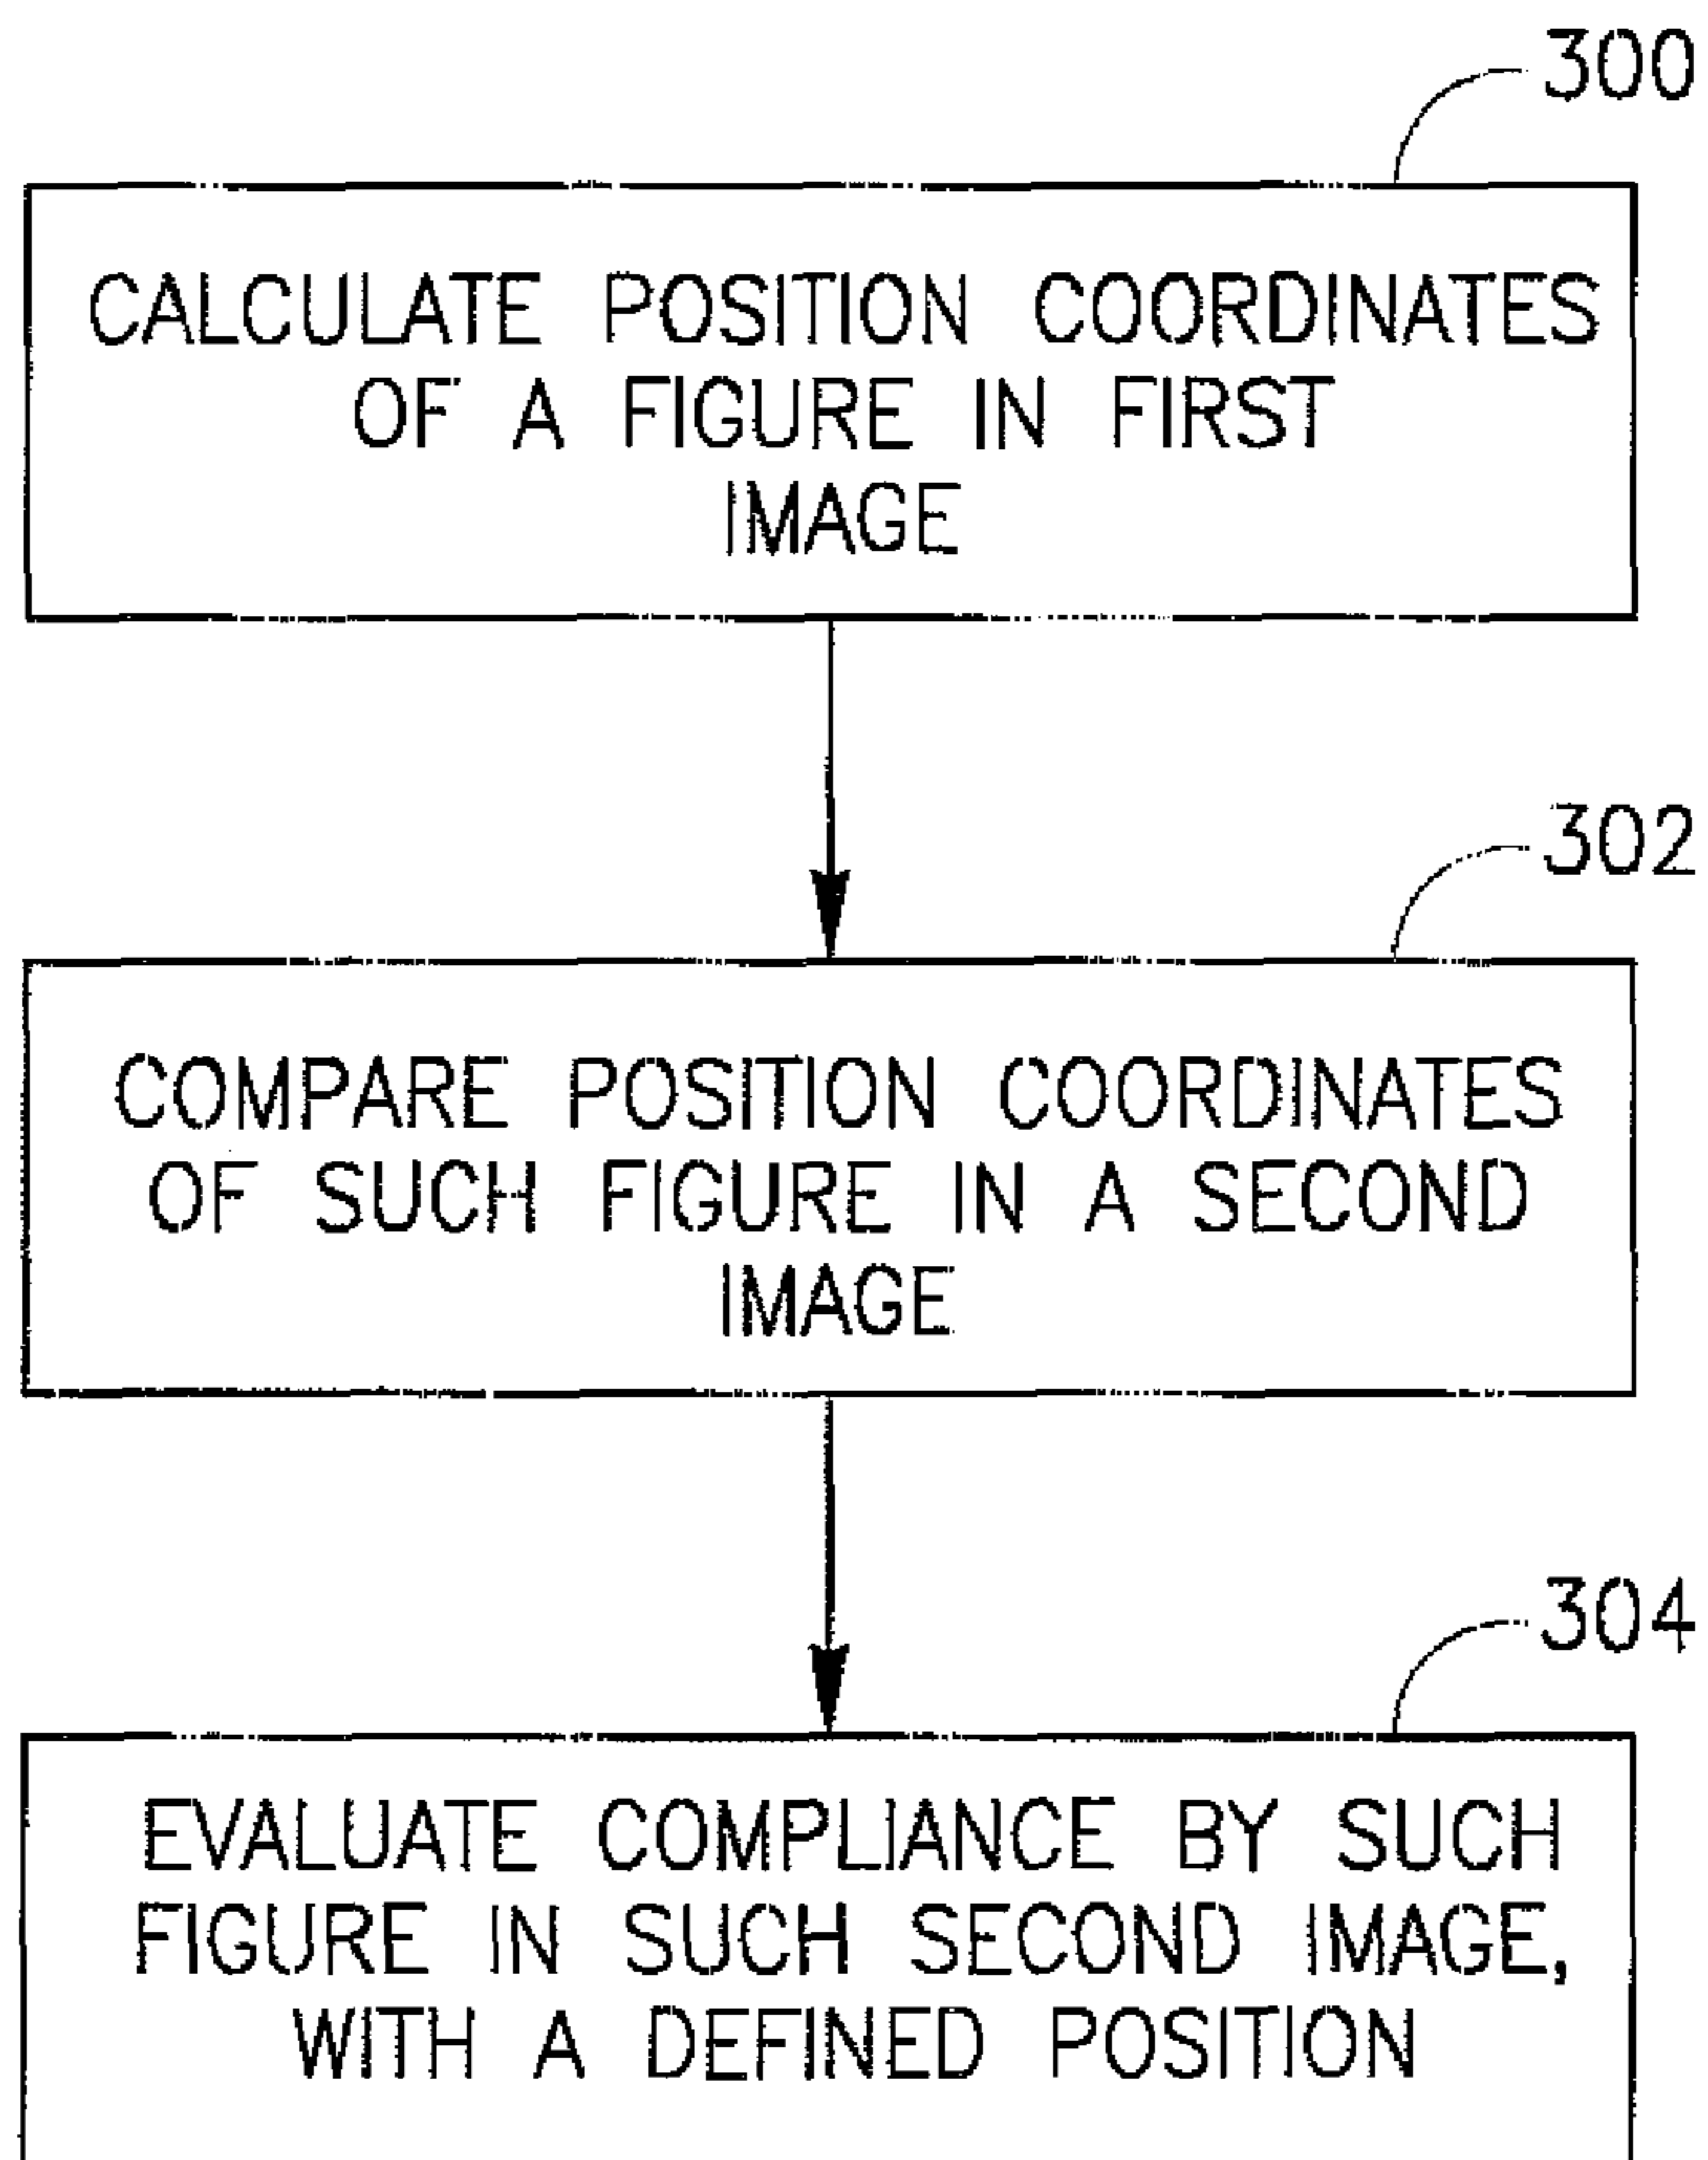 300
CALCULATE POSITION COORDINATES
OF A FIGURE IN FIRST
IMAGE
302
COMPARE POSITION COORDINATES
OF SUCH FIGURE IN A SECOND
IMAGE
304
EVALUATE COMPLIANCE BY SUCH
FIGURE IN SUCH SECOND IMAGE,
WITH A DEFINED POSITION